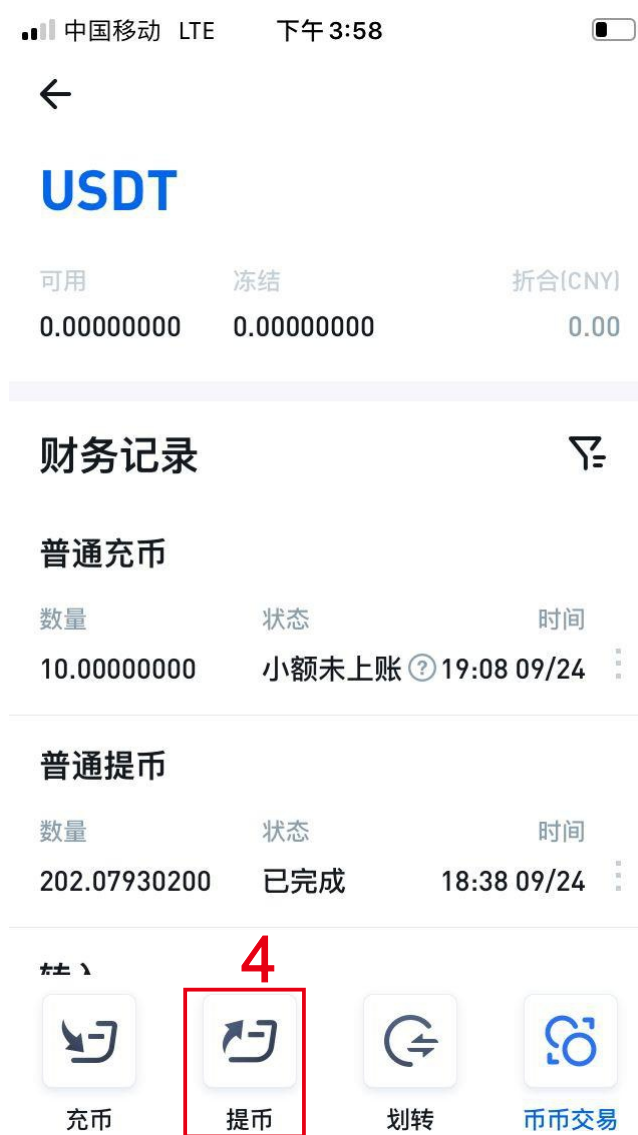 中国移动 LTE 下午3:58
USDT
可用 冻结 折合(CNY)
0.00000000 0.00000000 0.00
财务记录
普通充币
数量 状态 时间
10.00000000 小额未上账 ? 19:08 09/24
普通提币
数量 状态 时间
202.07930200 已完成 18:38 09/24
转入
4
充币 提币 划转 币币交易